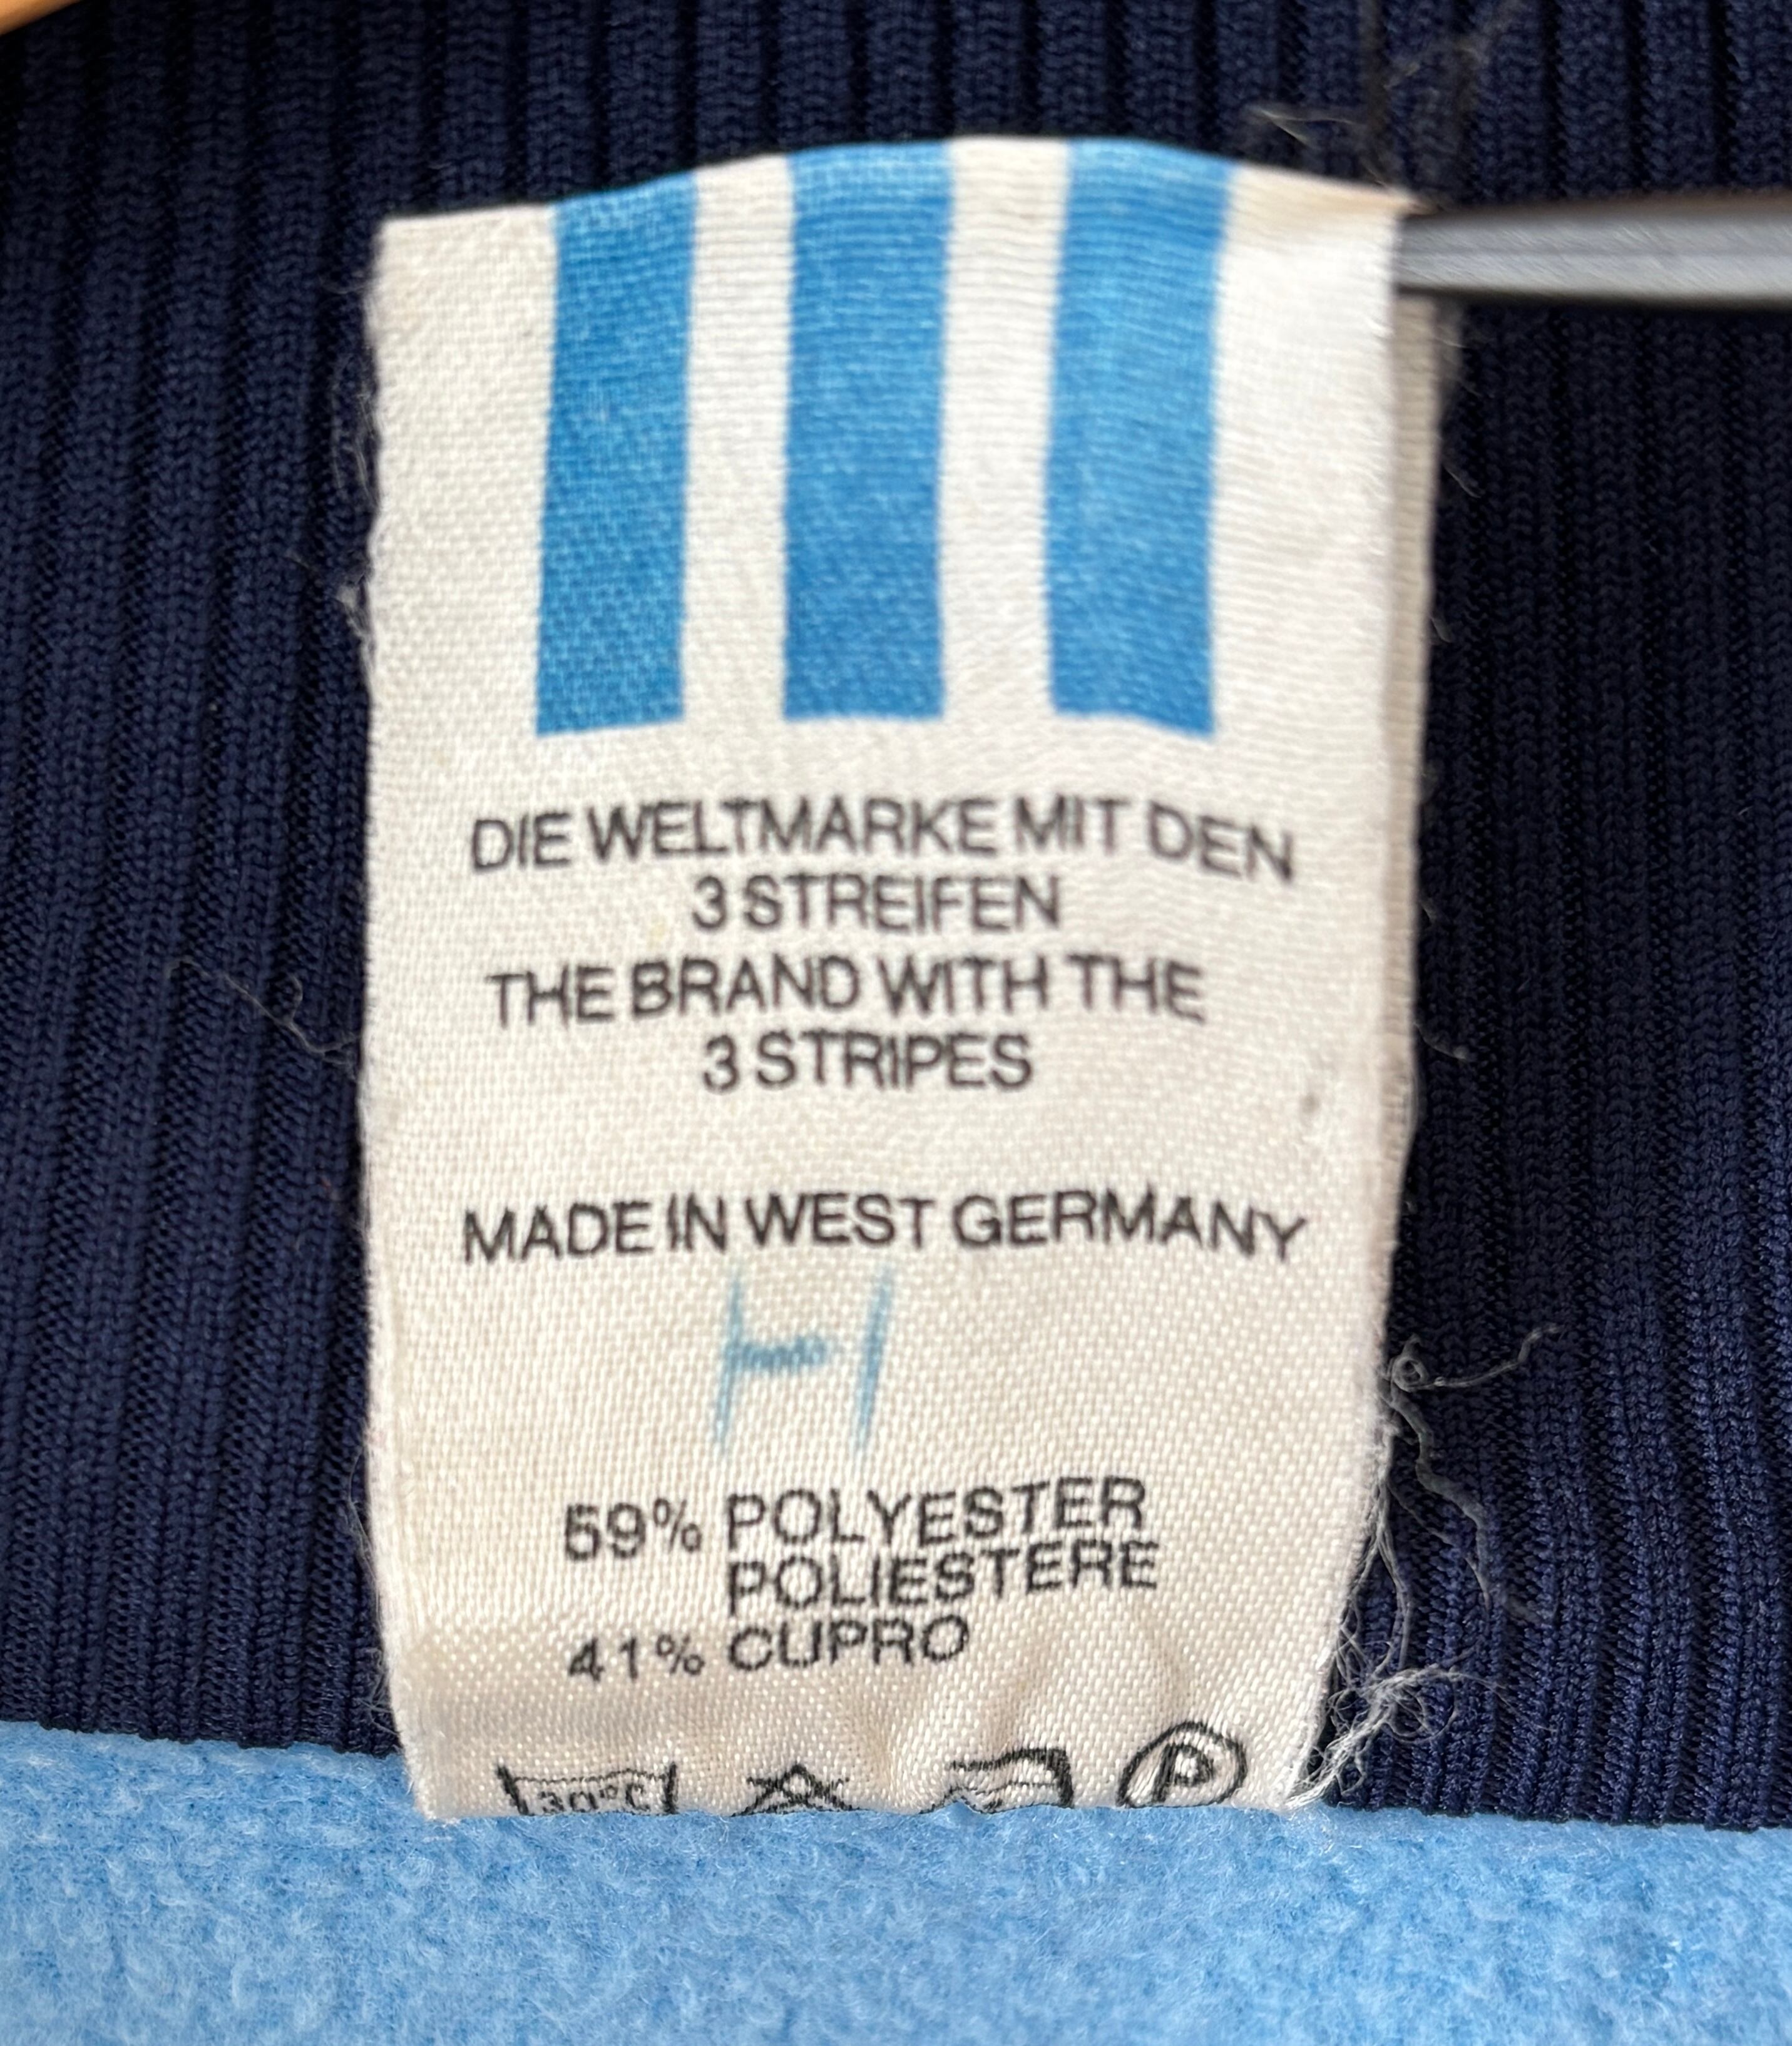 DIE WELTMARKE MIT DEN
3 STREIFEN
THE BRAND WITH THE
3 STRIPES
MADE IN WEST GERMANY
H
59% POLYESTER
POLIESTERE
41% CUPRO
30°C
P